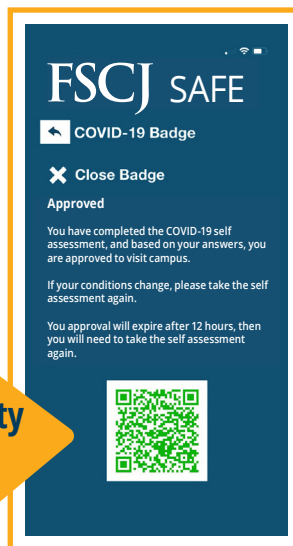 FSCJ SAFE
COVID-19 Badge
Close Badge
Approved
You have completed the COVID-19 self
assessment, and based on your answers, you
are approved to visit campus.
If your conditions change, please take the self
assessment again.
You approval will expire after 12 hours, then
you will need to take the self assessment
again.
ty